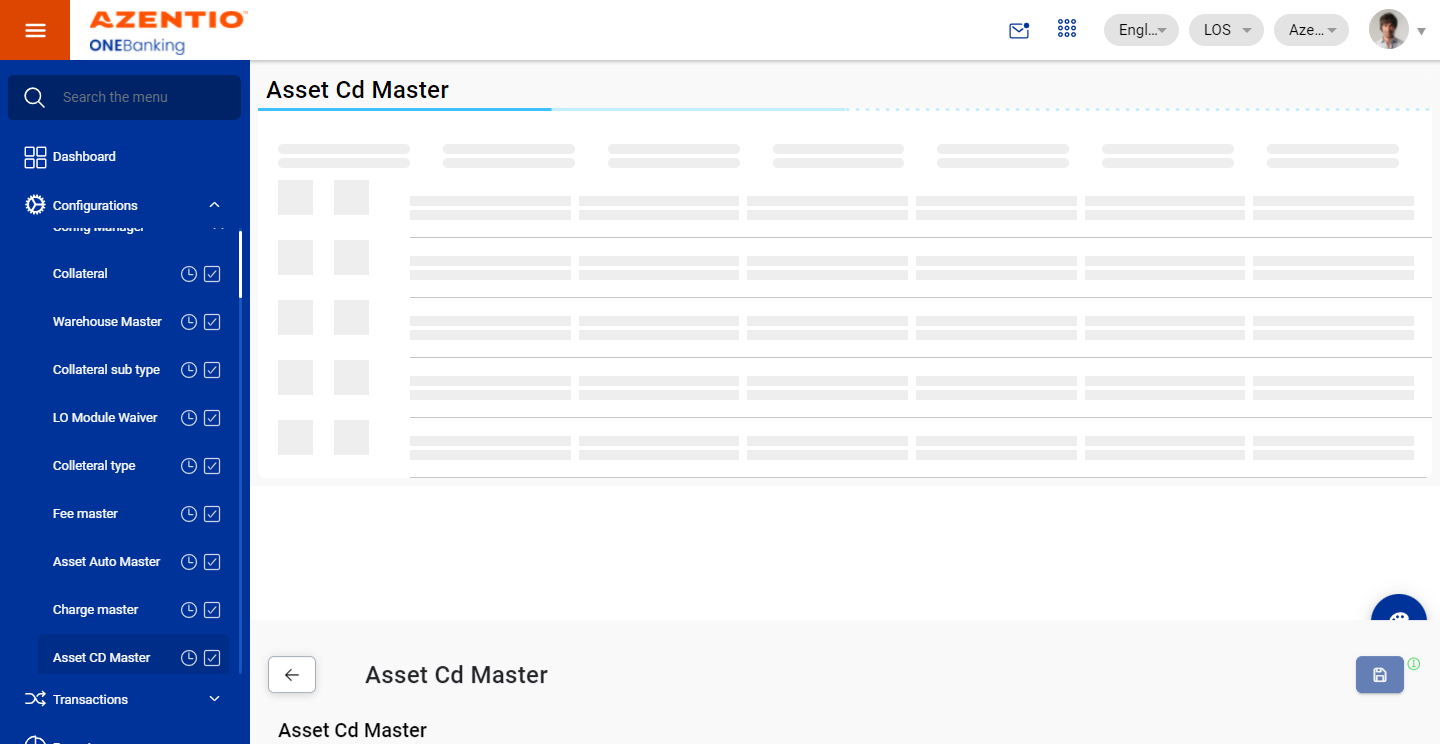 AZENTIO
ONEBanking
Engl...
LOS
Aze...
Search the menu
Dashboard
Configurations
Config Manager
Collateral
Warehouse Master
Collateral sub type
LO Module Waiver
Colleteral type
Fee master
Asset Auto Master
Charge master
Asset CD Master
Transactions
Asset Cd Master
Asset Cd Master
Asset Cd Master